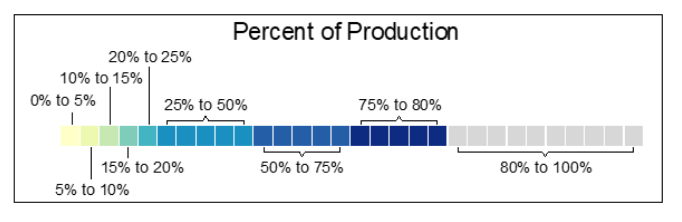 Percent of Production
20% to 25%
10% to 15%
0% to 5%
25% to 50%
75% to 80%
15% to 20%
50% to 75%
80% to 100%
5% to 10%